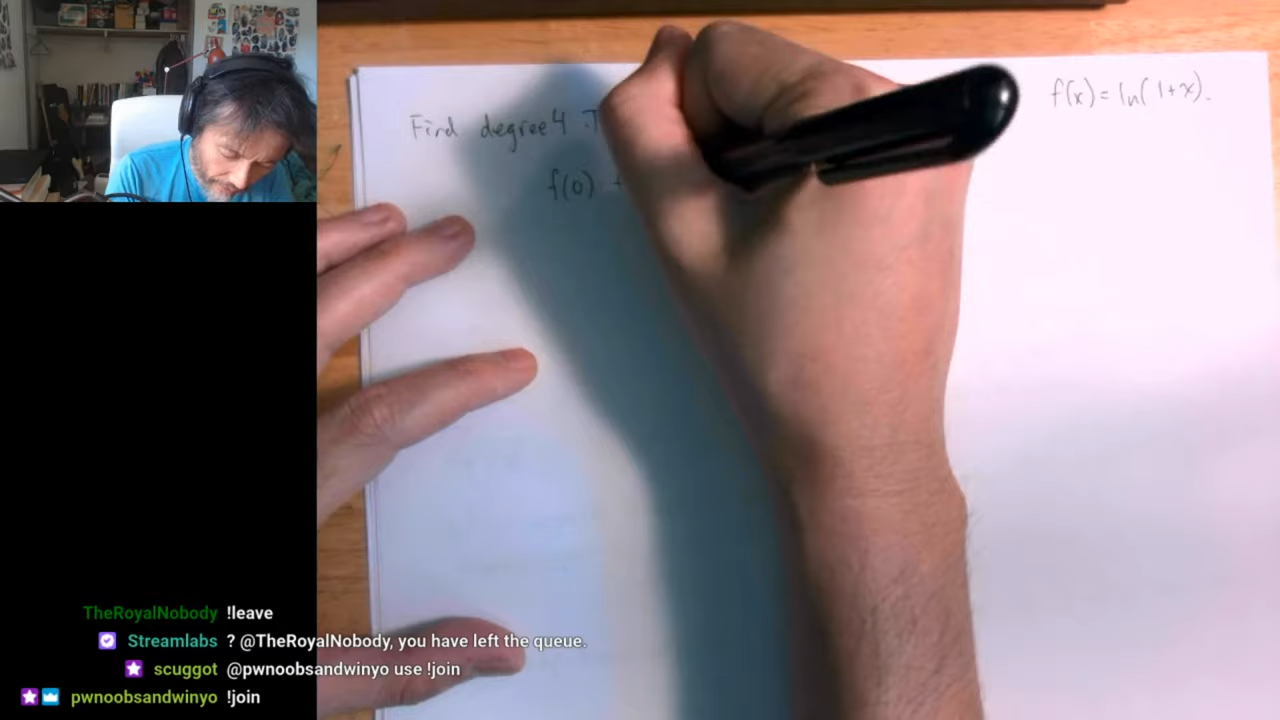 Find degree 4 T f(x) = ln(1+x).
f(0) +
TheRoyalNobody !leave
Streamlabs ? @TheRoyalNobody, you have left the queue.
scuggot @pwnoobsandwinyo use !join
pwnoobsandwinyo !join